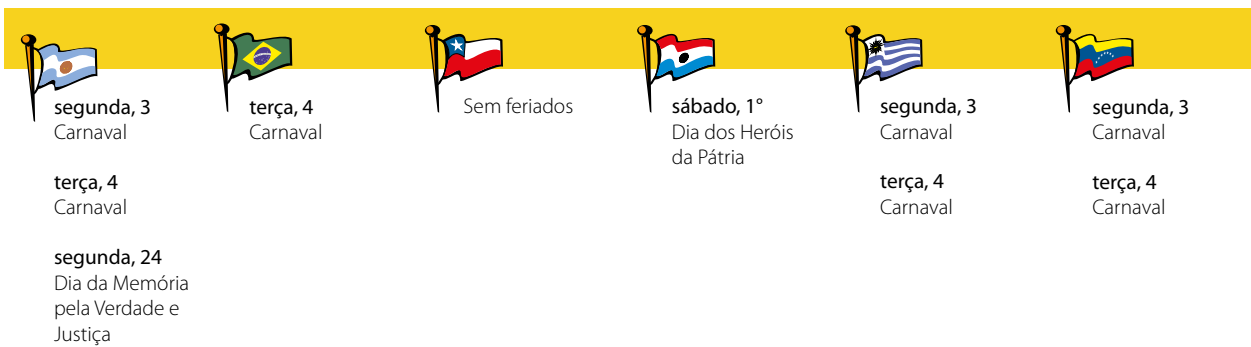 segunda, 3
Carnaval
terça, 4
Carnaval
segunda, 24
Dia da Memória
pela Verdade e
Justiça
terça, 4
Carnaval
Sem feriados
sábado, 1°
Dia dos Heróis
da Pátria
segunda, 3
Carnaval
terça, 4
Carnaval
segunda, 3
Carnaval
terça, 4
Carnaval